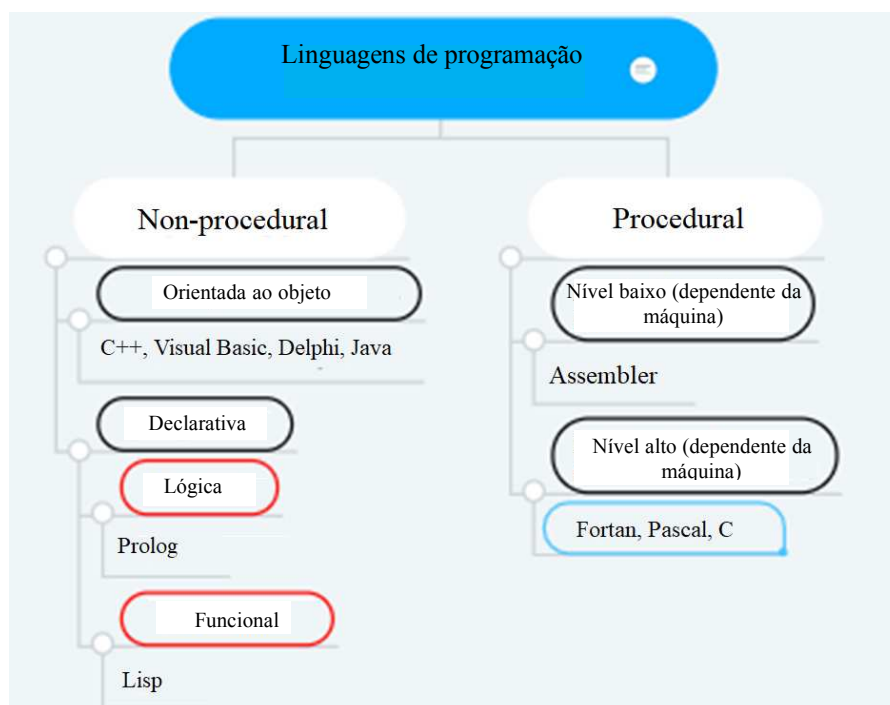 Linguagens de programação
Non-procedural
Orientada ao objeto
C++, Visual Basic, Delphi, Java
Declarativa
Lógica
Prolog
Funcional
Lisp
Procedural
Nível baixo (dependente da
máquina)
Assembler
Nível alto (dependente da
máquina)
Fortan, Pascal, C